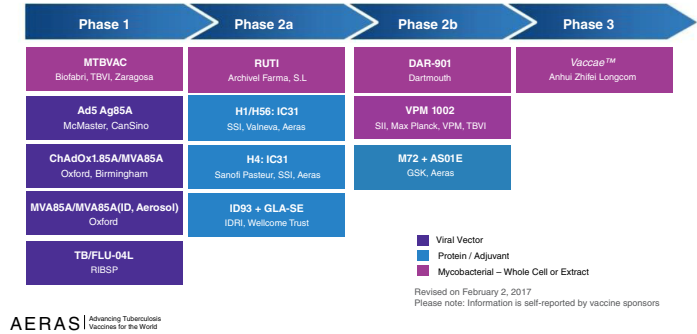 Phase 1
Phase 2a
Phase 2b
Phase 3
MTBVAC
Biofabri, TBVI, Zaragosa
Ad5 Ag85A
McMaster, CanSino
ChAdOx1.85A/MVA85A
Oxford, Birmingham
MVA85A/MVA85A(ID, Aerosol)
Oxford
TB/FLU-04L
RIBSP
RUTI
Archivel Farma, S.L
H1/H56: IC31
SSI, Valneva, Aeras
H4: IC31
Sanofi Pasteur, SSI, Aeras
ID93 + GLA-SE
IDRI, Wellcome Trust
DAR-901
Dartmouth
VPM 1002
SII, Max Planck, VPM, TBVI
M72 + AS01E
GSK, Aeras
Vaccae™
Anhui Zhifei Longcom
Viral Vector
Protein / Adjuvant
Mycobacterial – Whole Cell or Extract
Revised on February 2, 2017
Please note: Information is self-reported by vaccine sponsors
AERAS
Advancing Tuberculosis
Vaccines for the World